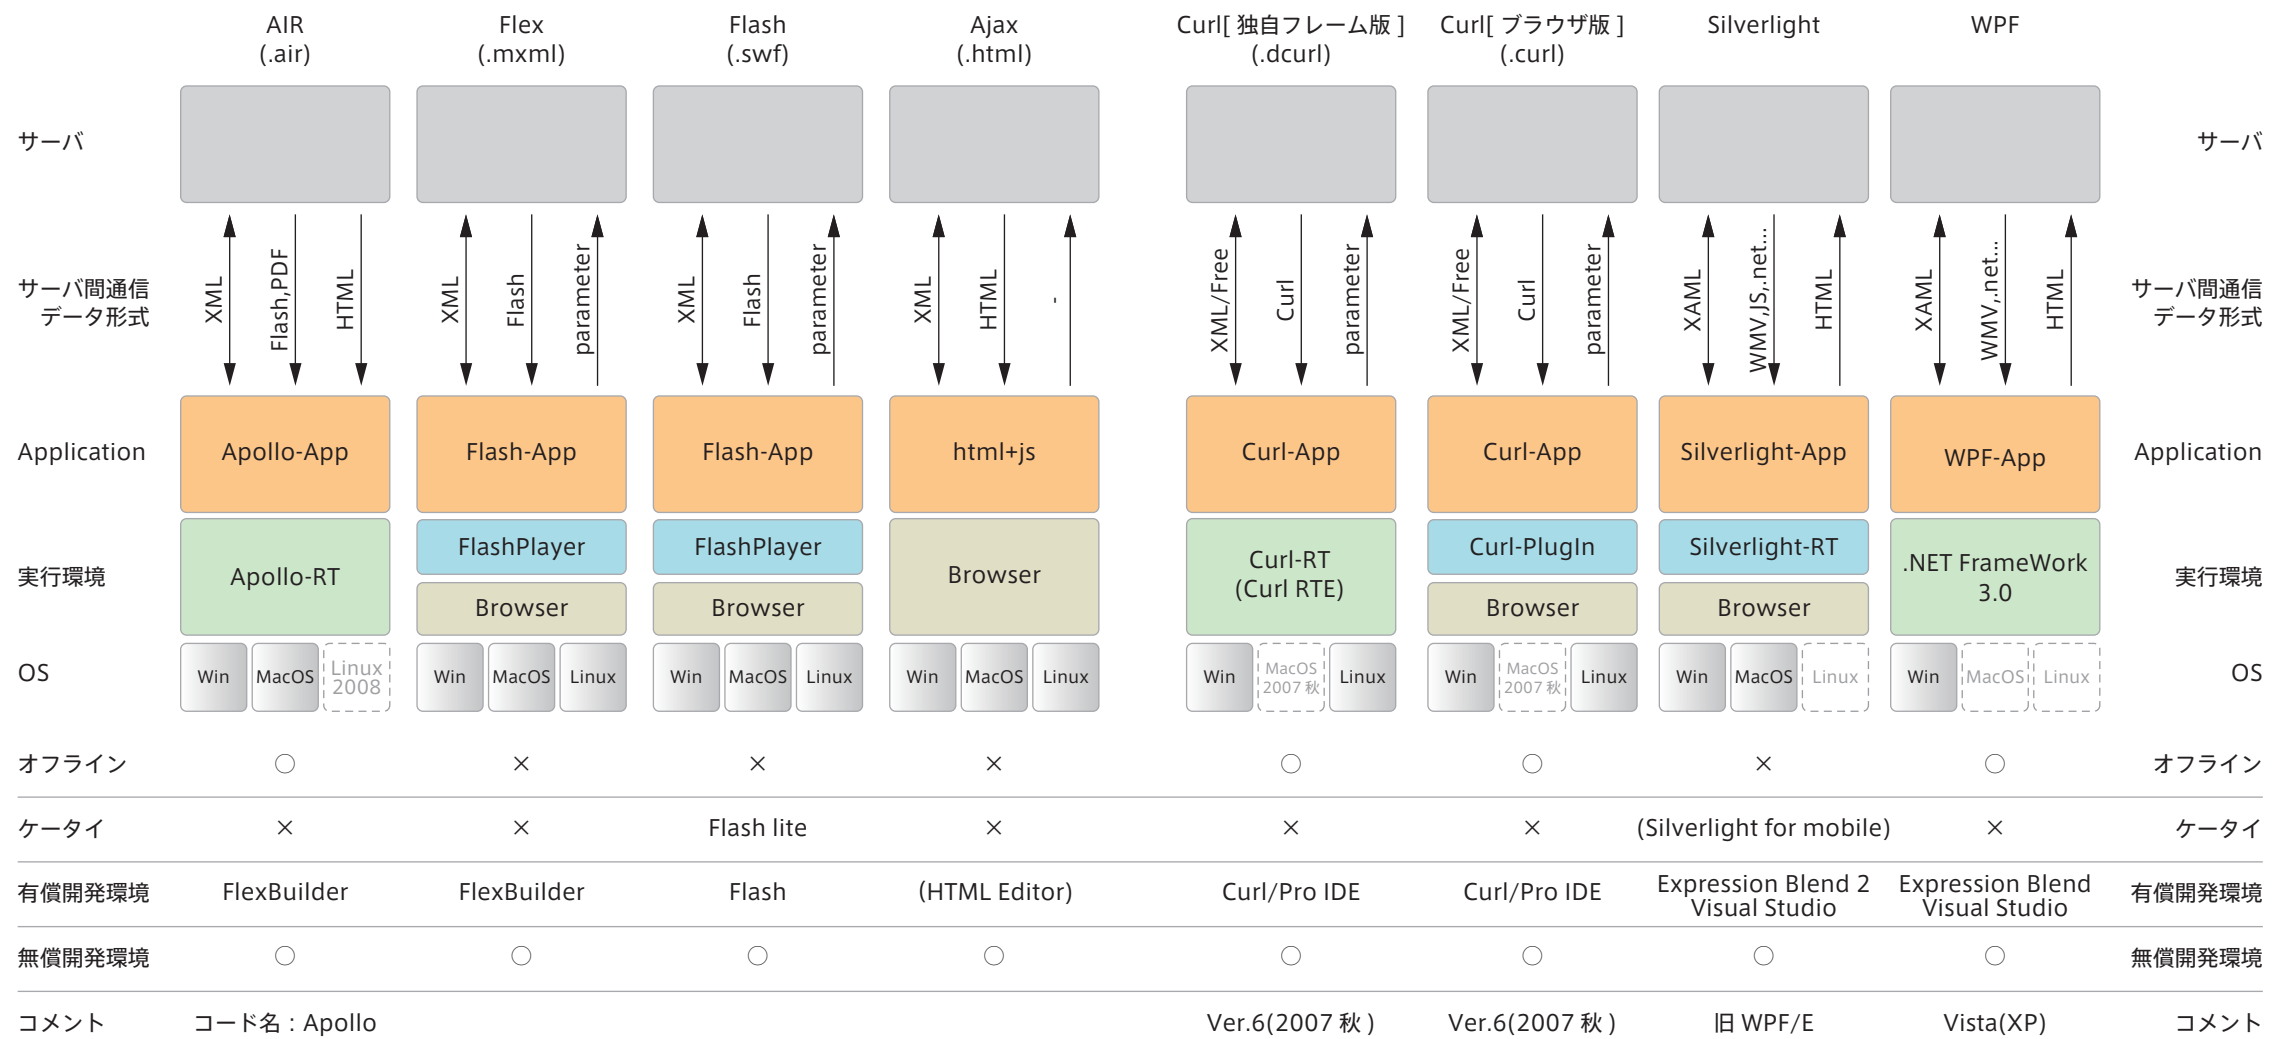 AIR
(.air)
Flex
(.mxml)
Flash
(.swf)
Ajax
(.html)
Curl[ 独自フレーム版 ]
(.dcurl)
Curl[ ブラウザ版 ]
(.curl)
Silverlight
WPF
サーバ
サーバ
サーバ間通信
データ形式
XML
Flash,PDF
HTML
XML
Flash
parameter
XML
Flash
parameter
XML
HTML
-
XML/Free
Curl
parameter
XML/Free
Curl
parameter
XAML
WMV,JS,.net...
HTML
XAML
WMV,.net...
HTML
サーバ間通信
データ形式
Application
Apollo-App
Flash-App
Flash-App
html+js
Curl-App
Curl-App
Silverlight-App
WPF-App
Application
実行環境
Apollo-RT
FlashPlayer
Browser
FlashPlayer
Browser
Browser
Curl-RT
(Curl RTE)
Curl-PlugIn
Browser
Silverlight-RT
Browser
.NET FrameWork
3.0
実行環境
OS
Win
MacOS
Linux
2008
Win
MacOS
Linux
Win
MacOS
Linux
Win
MacOS
Linux
Win
MacOS
2007 秋
Linux
Win
MacOS
2007 秋
Linux
Win
MacOS
Linux
Win
MacOS
Linux
OS
オフライン ○ × × × ○ ○ × ○ オフライン
ケータイ × × Flash lite × × × (Silverlight for mobile) × ケータイ
有償開発環境
FlexBuilder
FlexBuilder
Flash
(HTML Editor)
Curl/Pro IDE
Curl/Pro IDE
Expression Blend 2
Visual Studio
Expression Blend
Visual Studio
有償開発環境
無償開発環境 ○ ○ ○ ○ ○ ○ ○ ○ 無償開発環境
コメント
コード名 : Apollo
Ver.6(2007 秋 )
Ver.6(2007 秋 )
旧 WPF/E
Vista(XP)
コメント